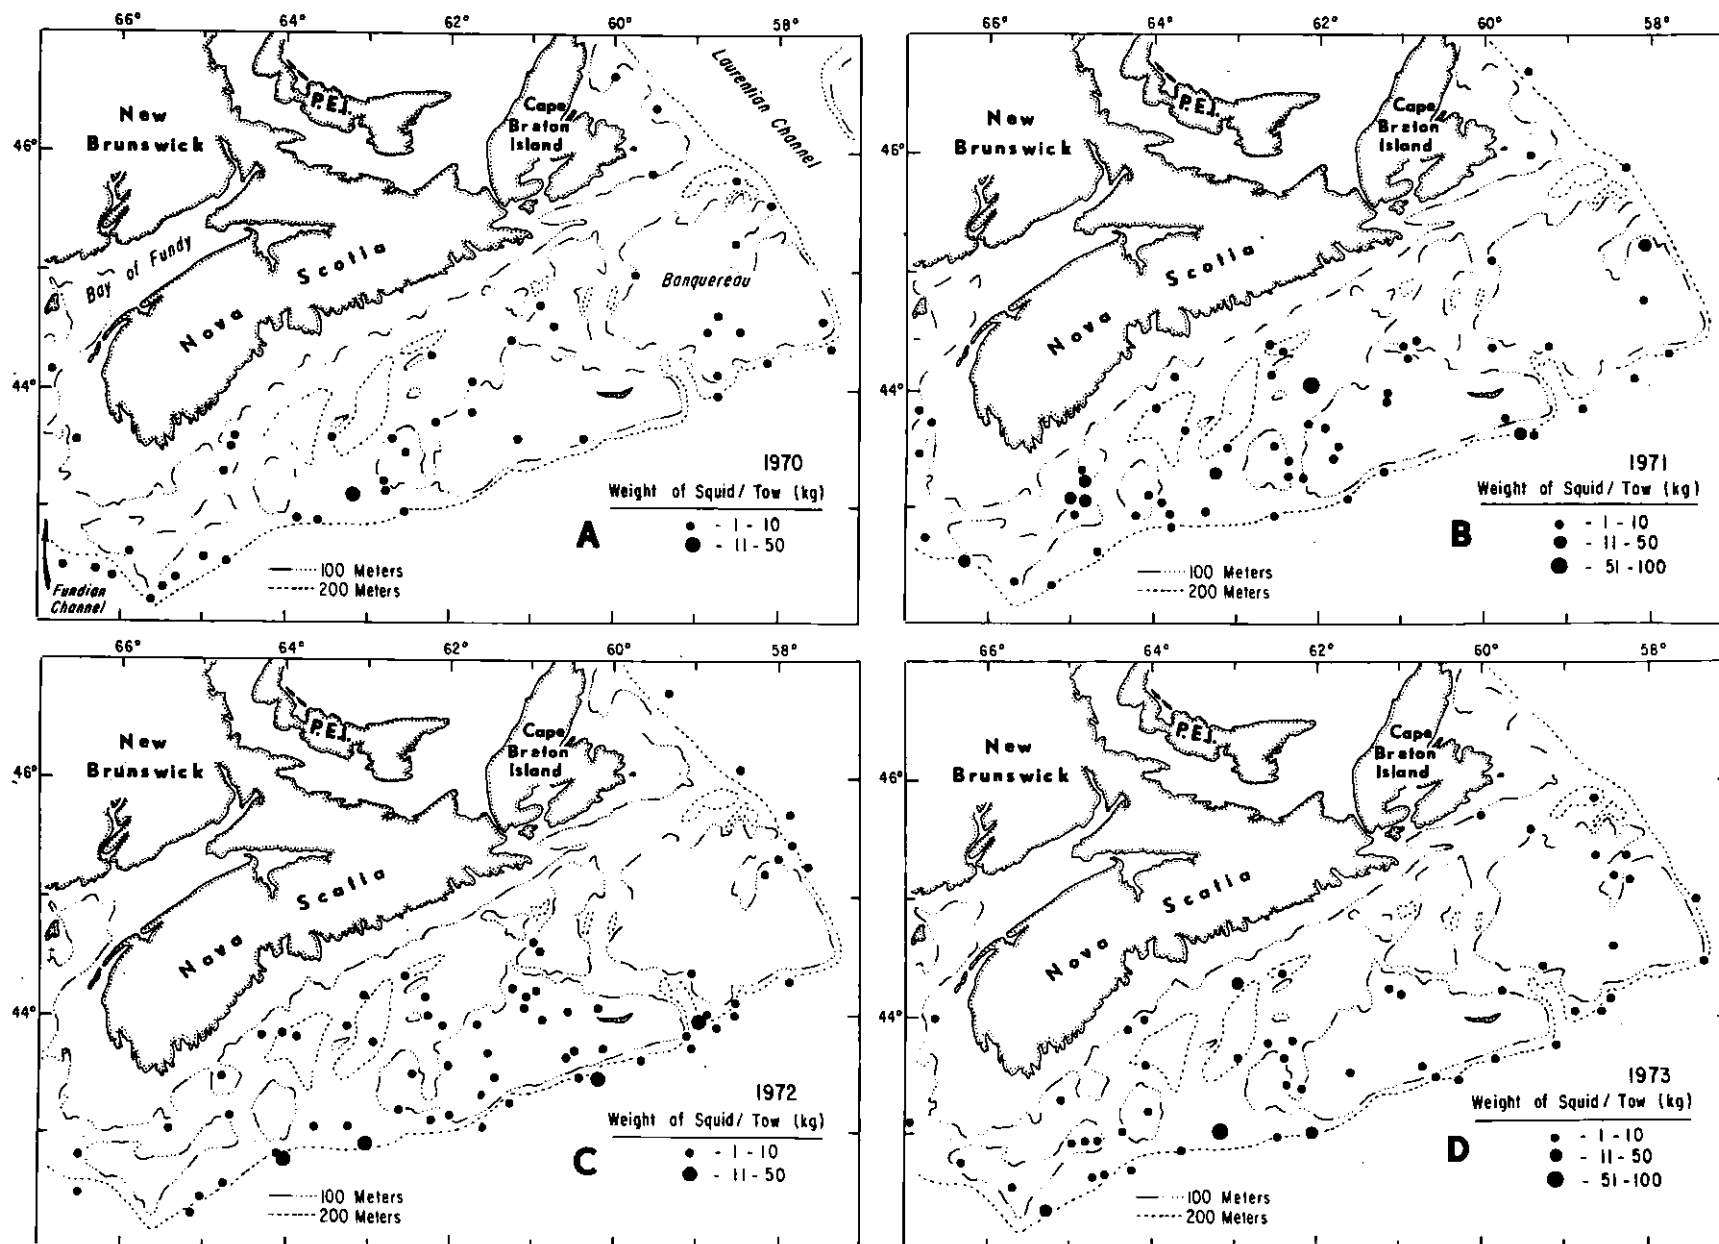 66° 64° 62° 60° 58°
Laurentian Channel
P.E.I.
Cape
Breton
Island
New
Brunswick
46°
Bay of Fundy
Nova Scotia
Banquereau
44°
1970
Weight of Squid / Tow (kg)
- 1 - 10
- 11 - 50
A
100 Meters
200 Meters
Fundian
Channel
66° 64° 62° 60° 58°
P.E.I.
Cape
Breton
Island
New
Brunswick
46°
Nova Scotia
44°
1971
Weight of Squid / Tow (kg)
- 1 - 10
- 11 - 50
- 51 - 100
B
100 Meters
200 Meters
66° 64° 62° 60° 58°
P.E.I.
Cape
Breton
Island
New
Brunswick
46°
Nova Scotia
44°
1972
Weight of Squid / Tow (kg)
- 1 - 10
- 11 - 50
C
100 Meters
200 Meters
66° 64° 62° 60° 58°
P.E.I.
Cape
Breton
Island
New
Brunswick
46°
Nova Scotia
44°
1973
Weight of Squid / Tow (kg)
- 1 - 10
- 11 - 50
- 51 - 100
D
100 Meters
200 Meters